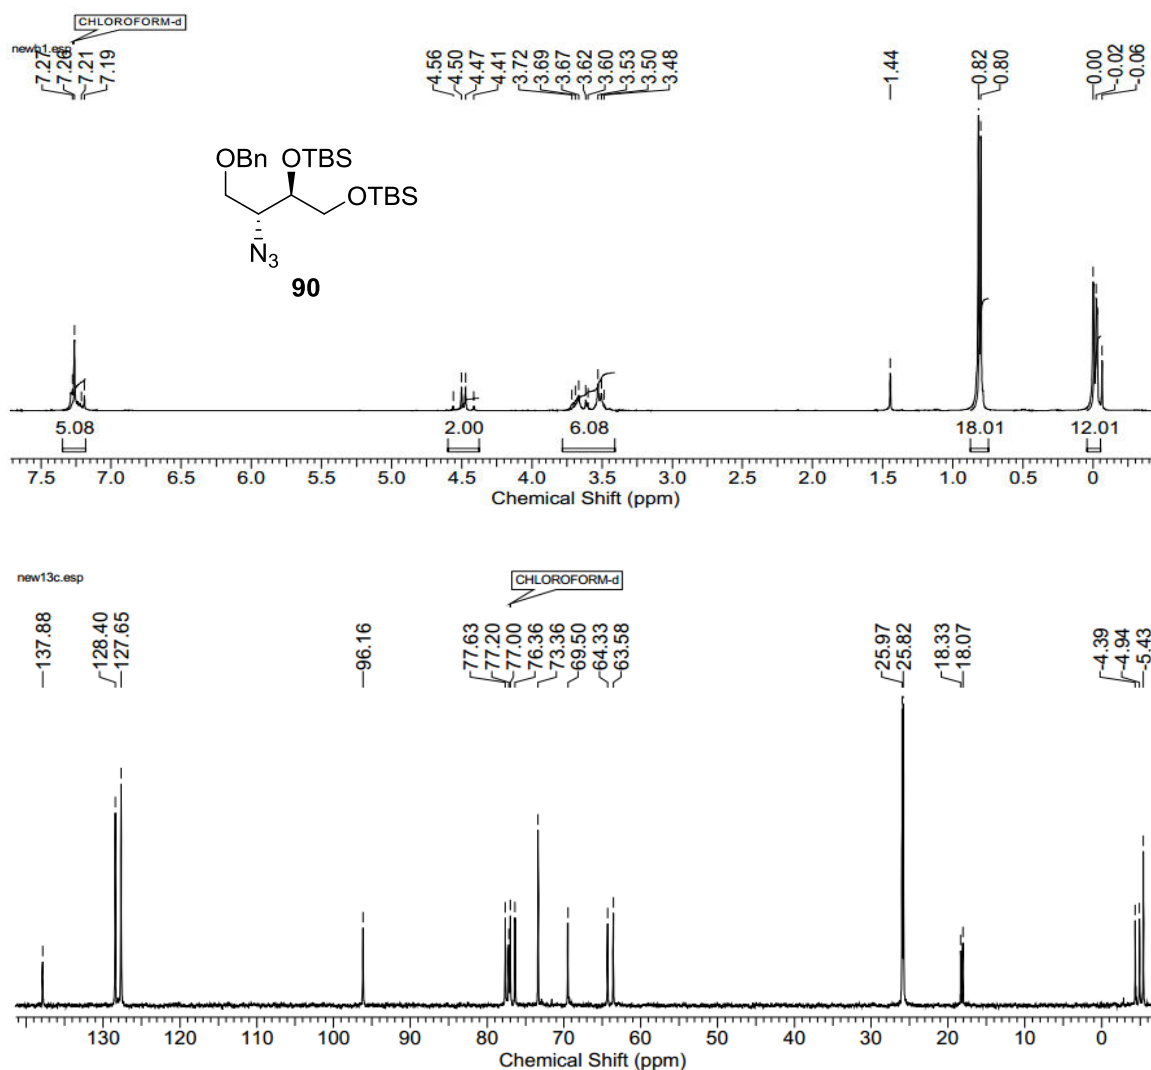 CHLOROFORM-d
newh1.esp
7.27 7.26 7.21 7.19 4.56 4.50 4.47 4.41 3.72 3.69 3.67 3.62 3.60 3.53 3.50 3.48 1.44 0.82 0.80 0.00 -0.02 -0.06
OBn OTBS
OTBS
N3
90
5.08 2.00 6.08 18.01 12.01
7.5 7.0 6.5 6.0 5.5 5.0 4.5 4.0 3.5 3.0 2.5 2.0 1.5 1.0 0.5 0
Chemical Shift (ppm)
new13c.esp
CHLOROFORM-d
137.88 128.40 127.65 96.16 77.63 77.20 77.00 76.36 73.36 69.50 64.33 63.58 25.97 25.82 18.33 18.07 -4.39 -4.94 -5.43
130 120 110 100 90 80 70 60 50 40 30 20 10 0
Chemical Shift (ppm)